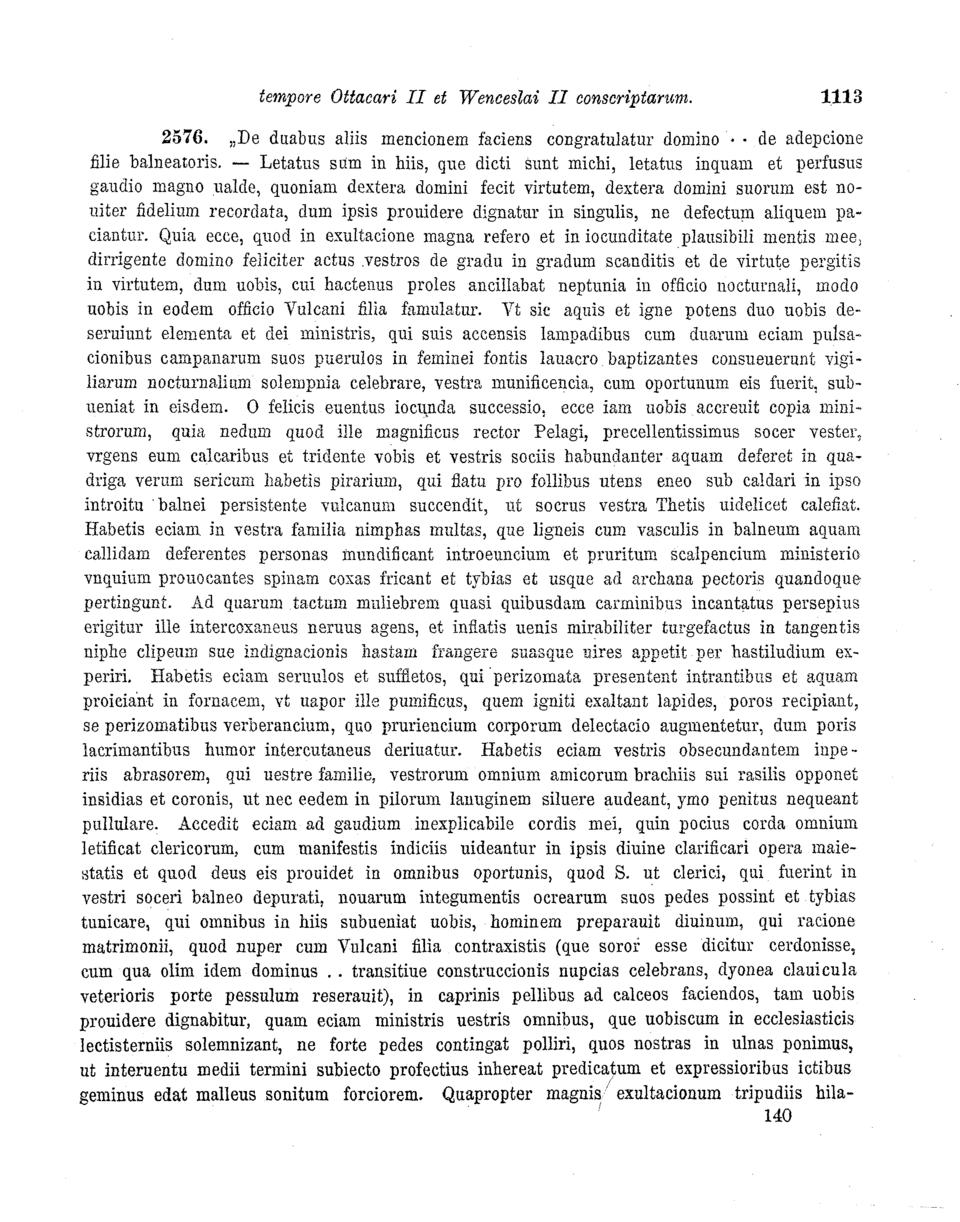 tempore Ottacari II et Wenceslai II conscriptarum. 1113
2576. „De duabus aliis mencionem faciens congratulatur domino · · de adepcione
filie balneatoris. — Letatus sum in hiis, que dicti sunt michi, letatus inquam et perfusus
gaudio magno ualde, quoniam dextera domini fecit virtutem, dextera domini suorum est no-
uiter fidelium recordata, dum ipsis prouidere dignatur in singulis, ne defectum aliquem pa-
ciantur. Quia ecce, quod in exultacione magna refero et in iocunditate plausibili mentis mee,
dirrigente domino feliciter actus vestros de gradu in gradum scanditis et de virtute pergitis
in virtutem, dum uobis, cui hactenus proles ancillabat neptunia in officio nocturnali, modo
uobis in eodem officio Vulcani filia famulatur. Vt sic aquis et igne potens duo uobis de-
seruiunt elementa et dei ministris, qui suis accensis lampadibus cum duarum eciam pulsa-
cionibus campanarum suos puerulos in feminei fontis lauacro baptizantes consueuerunt vigi-
liarum nocturnalium solempnia celebrare, vestra munificencia, cum oportunum eis fuerit, sub-
ueniat in eisdem. O felicis euentus iocunda successio, ecce iam uobis accreuit copia mini-
strorum, quia nedum quod ille magnificus rector Pelagi, precellentissimus socer vester,
vrgens eum calcaribus et tridente vobis et vestris sociis habundanter aquam deferet in qua-
driga verum sericum habetis pirarium, qui flatu pro follibus utens eneo sub caldari in ipso
introitu balnei persistente vulcanum succendit, ut socrus vestra Thetis uidelicet calefiat.
Habetis eciam in vestra familia nimphas multas, que ligneis cum vasculis in balneum aquam
callidam deferentes personas mundificant introeuncium et pruritum scalpencium ministerio
vnquium prouocantes spinam coxas fricant et tybias et usque ad archana pectoris quandoque
pertingunt. Ad quarum tactum muliebrem quasi quibusdam carminibus incantatus persepius
erigitur ille intercoxaneus neruus agens, et inflatis uenis mirabiliter turgefactus in tangentis
niphe clipeum sue indignacionis hastam frangere suasque uires appetit per hastiludium ex-
periri. Habetis eciam seruulos et suffletos, qui perizomata presentent intrantibus et aquam
proiciant in fornacem, vt uapor ille pumificus, quem igniti exaltant lapides, poros recipiant,
se perizomatibus verberancium, quo pruriencium corporum delectacio augmentetur, dum poris
lacrimantibus humor intercutaneus deriuatur. Habetis eciam vestris obsecundantem inpe-
riis abrasorem, qui uestre familie, vestrorum omnium amicorum brachiis sui rasilis opponet
insidias et coronis, ut nec eedem in pilorum lanuginem siluere audeant, ymo penitus nequeant
pullulare. Accedit eciam ad gaudium inexplicabile cordis mei, quin pocius corda omnium
letificat clericorum, cum manifestis indiciis uideantur in ipsis diuine clarificari opera maie-
statis et quod deus eis prouidet in omnibus oportunis, quod S. ut clerici, qui fuerint in
vestri soceri balneo depurati, nouarum integumentis ocrearum suos pedes possint et tybias
tunicare, qui omnibus in hiis subueniat uobis, hominem preparauit diuinum, qui racione
matrimonii, quod nuper cum Vulcani filia contraxistis (que soror esse dicitur cerdonisse,
cum qua olim idem dominus . . transitiue construccionis nupcias celebrans, dyonea clauicula
veterioris porte pessulum reserauit), in caprinis pellibus ad calceos faciendos, tam uobis
prouidere dignabitur, quam eciam ministris uestris omnibus, que uobiscum in ecclesiasticis
lectisterniis solemnizant, ne forte pedes contingat polliri, quos nostras in ulnas ponimus,
ut interuentu medii termini subiecto profectius inhereat predicatum et expressioribus ictibus
geminus edat malleus sonitum forciorem. Quapropter magnis exultacionum tripudiis hila-
140